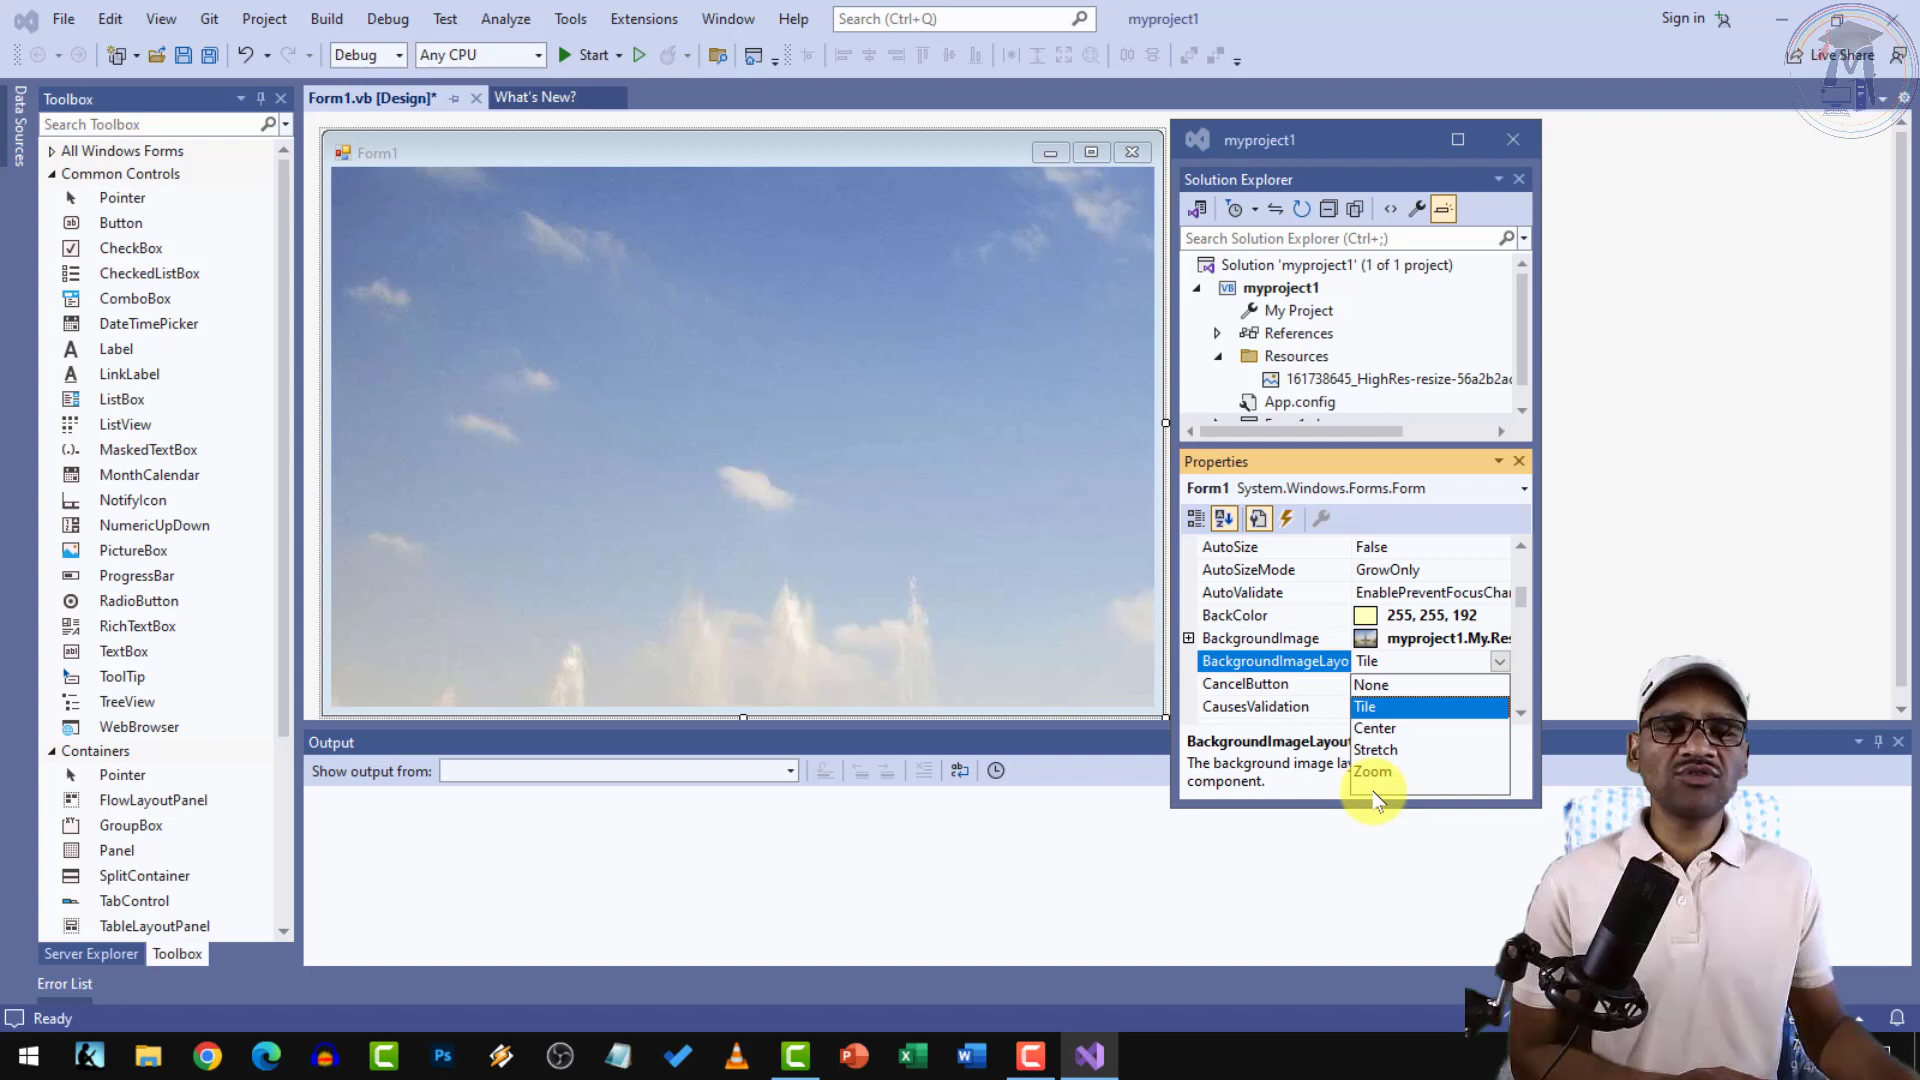 File Edit View Git Project Build Debug Test Analyze Tools Extensions Window Help Search (Ctrl+Q) myproject1 Sign in
Debug Any CPU Start Live Share
Data Sources
Toolbox
Search Toolbox
All Windows Forms
Common Controls
Pointer
Button
CheckBox
CheckedListBox
ComboBox
DateTimePicker
Label
LinkLabel
ListBox
ListView
MaskedTextBox
MonthCalendar
NotifyIcon
NumericUpDown
PictureBox
ProgressBar
RadioButton
RichTextBox
TextBox
ToolTip
TreeView
WebBrowser
Containers
Pointer
FlowLayoutPanel
GroupBox
Panel
SplitContainer
TabControl
TableLayoutPanel
Server Explorer Toolbox
Error List
Form1.vb [Design]* What's New?
Form1
myproject1
Solution Explorer
Search Solution Explorer (Ctrl+;)
Solution 'myproject1' (1 of 1 project)
VB myproject1
My Project
References
Resources
161738645_HighRes-resize-56a2b2ac
App.config
Properties
Form1 System.Windows.Forms.Form
AutoSize False
AutoSizeMode GrowOnly
AutoValidate EnablePreventFocusChan
BackColor 255, 255, 192
BackgroundImage myproject1.My.Res
BackgroundImageLayo Tile
CancelButton
CausesValidation
None
Tile
Center
Stretch
Zoom
BackgroundImageLayout
The background image lay
component.
Output
Show output from:
Ready